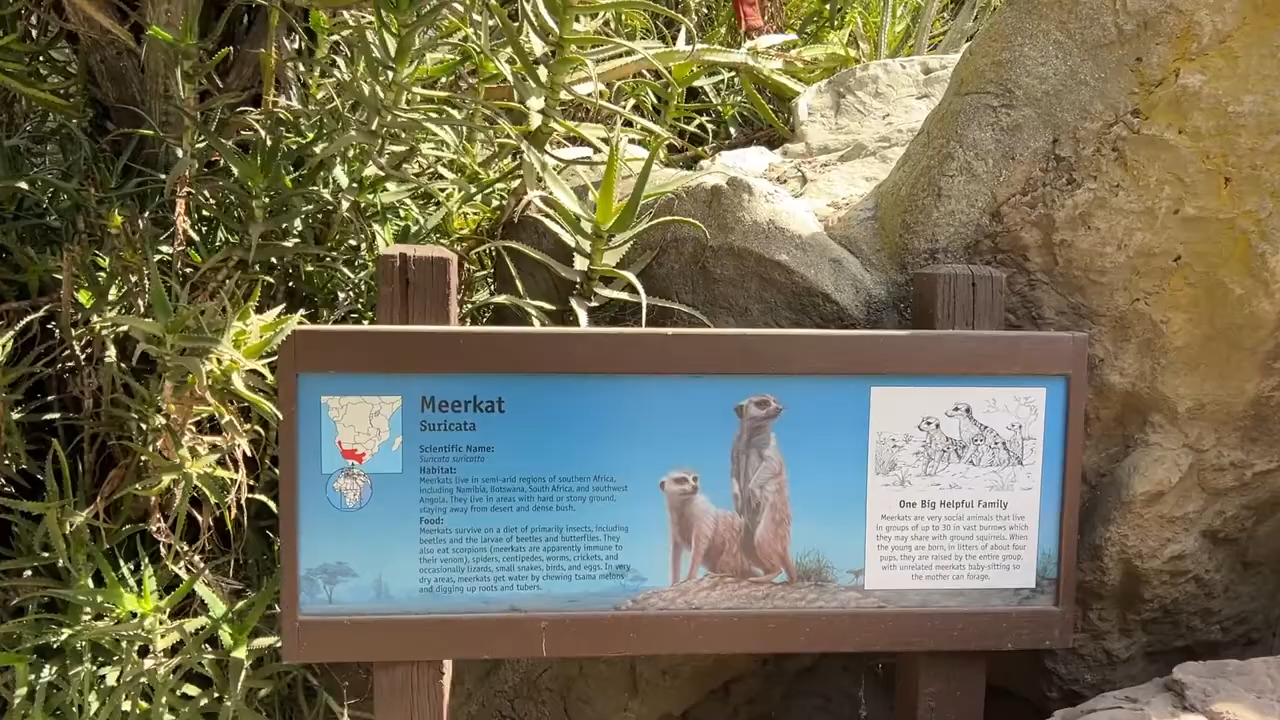 Meerkat
Suricata
Scientific Name:
Suricata suricatta
Habitat:
Meerkats live in semi-arid regions of southern Africa,
including Namibia, Botswana, South Africa, and southwest
Angola. They live in areas with hard or stony ground,
staying away from desert and dense bush.
Food:
Meerkats survive on a diet of primarily insects, including
beetles and the larvae of beetles and butterflies. They
also eat scorpions (meerkats are apparently immune to
their venom), spiders, centipedes, worms, crickets, and
occasionally lizards, small snakes, birds, and eggs. In very
dry areas, meerkats get water by chewing tsama melons
and digging up roots and tubers.
One Big Helpful Family
Meerkats are very social animals that live
in groups of up to 30 in vast burrows which
they may share with ground squirrels. When
the young are born, in litters of about four
pups, they are raised by the entire group,
with unrelated meerkats baby-sitting so
the mother can forage.